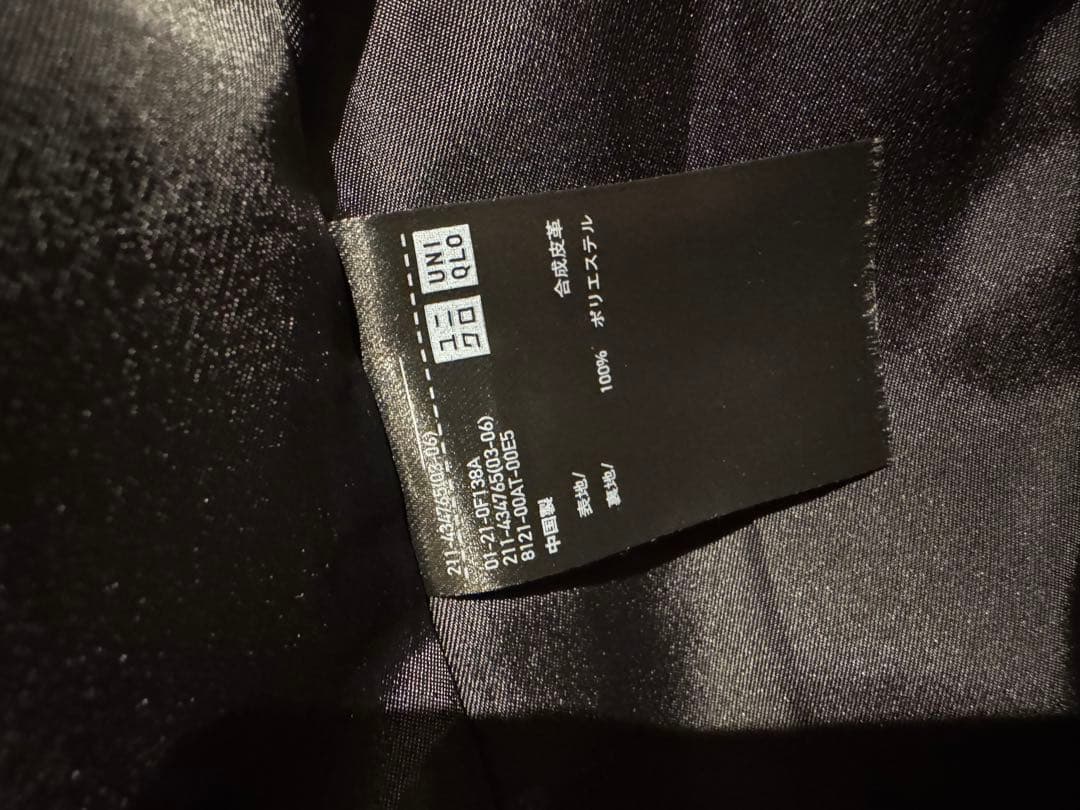 ユニ
クロ
UNI
QLO
211-434765(02-06)
01-21-0F138A
211-434765(03-06)
8121-00AT-00E5
中国製
表地/ 合成皮革
裏地/ 100% ポリエステル